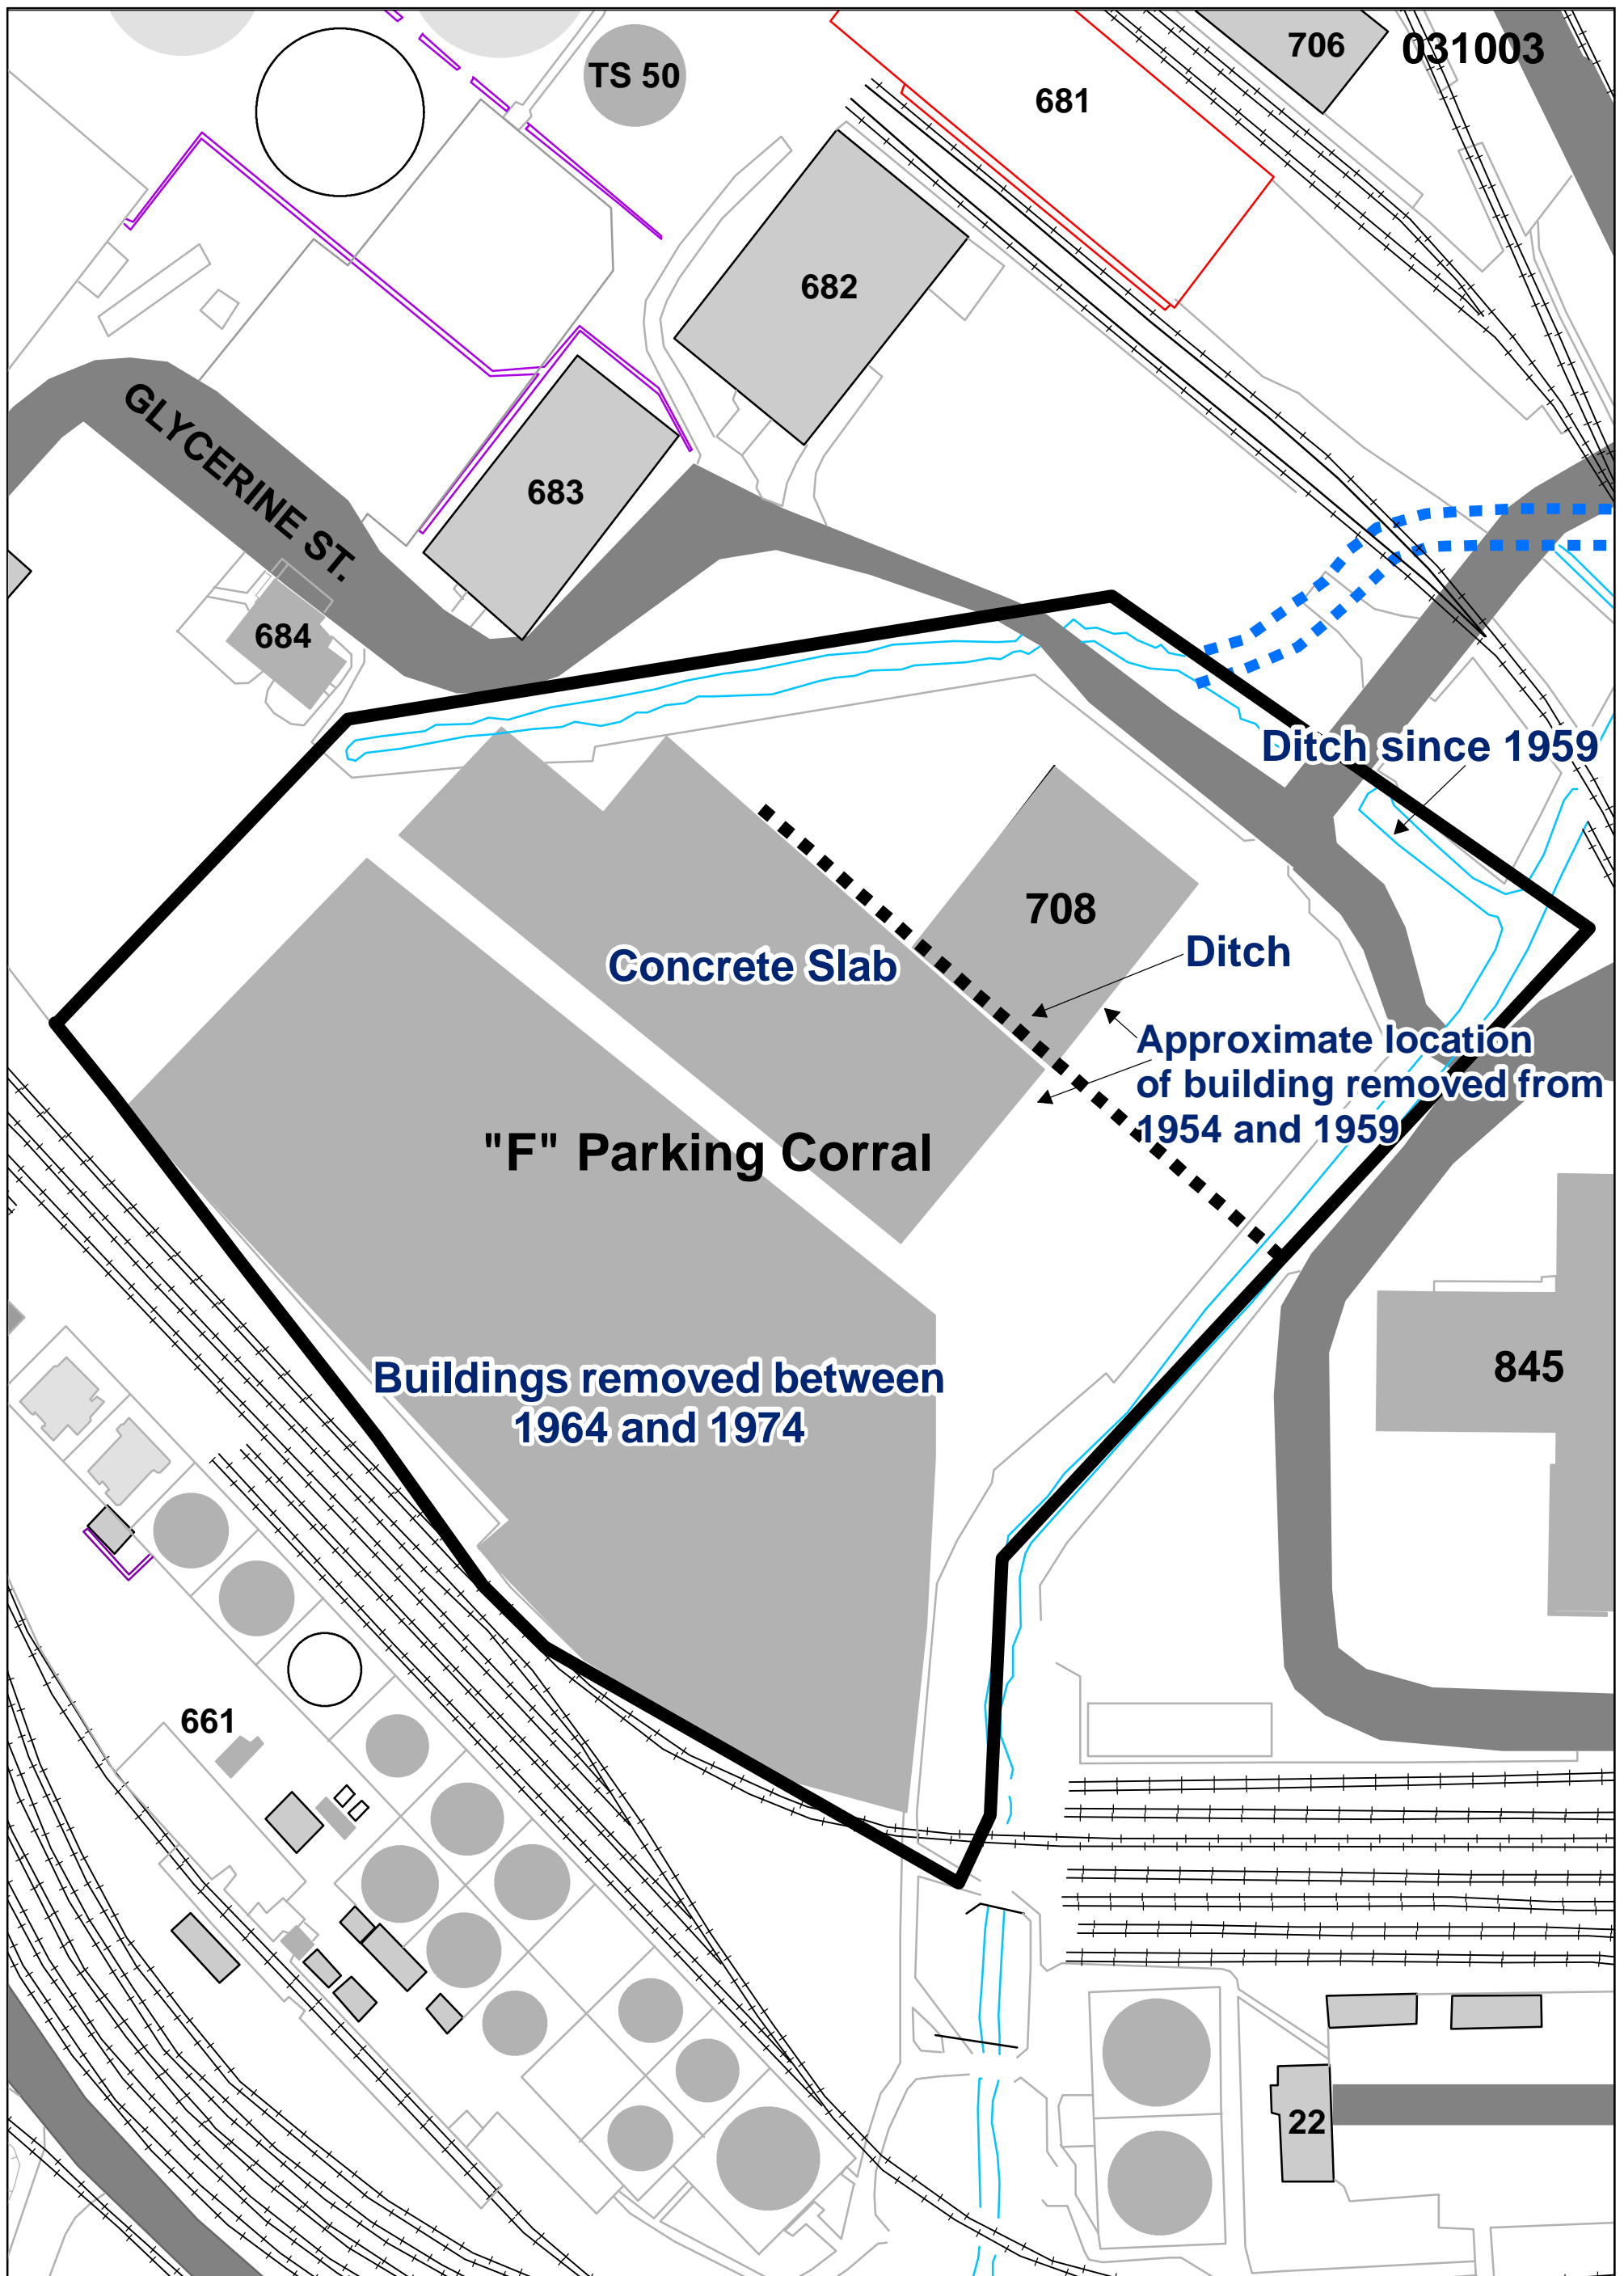 706
031003
TS 50
681
682
GLYCERINE ST.
683
684
Ditch since 1959
708
Ditch
Concrete Slab
Approximate location
of building removed from
1954 and 1959
"F" Parking Corral
845
Buildings removed between
1964 and 1974
661
22